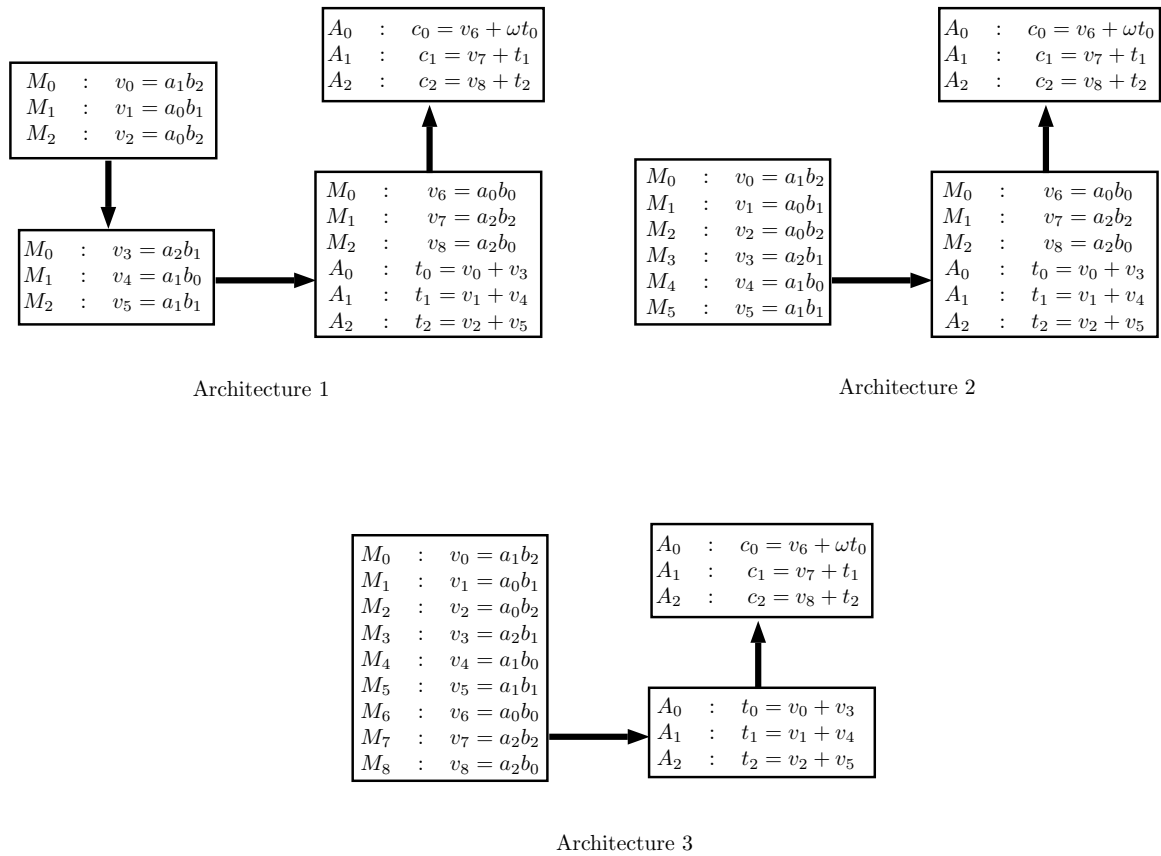 M₀ : v₀ = a₁b₂
M₁ : v₁ = a₀b₁
M₂ : v₂ = a₀b₂
M₀ : v₃ = a₂b₁
M₁ : v₄ = a₁b₀
M₂ : v₅ = a₁b₁
M₀ : v₆ = a₀b₀
M₁ : v₇ = a₂b₂
M₂ : v₈ = a₂b₀
A₀ : t₀ = v₀ + v₃
A₁ : t₁ = v₁ + v₄
A₂ : t₂ = v₂ + v₅
A₀ : c₀ = v₆ + ωt₀
A₁ : c₁ = v₇ + t₁
A₂ : c₂ = v₈ + t₂
Architecture 1
M₀ : v₀ = a₁b₂
M₁ : v₁ = a₀b₁
M₂ : v₂ = a₀b₂
M₃ : v₃ = a₂b₁
M₄ : v₄ = a₁b₀
M₅ : v₅ = a₁b₁
M₀ : v₆ = a₀b₀
M₁ : v₇ = a₂b₂
M₂ : v₈ = a₂b₀
A₀ : t₀ = v₀ + v₃
A₁ : t₁ = v₁ + v₄
A₂ : t₂ = v₂ + v₅
A₀ : c₀ = v₆ + ωt₀
A₁ : c₁ = v₇ + t₁
A₂ : c₂ = v₈ + t₂
Architecture 2
M₀ : v₀ = a₁b₂
M₁ : v₁ = a₀b₁
M₂ : v₂ = a₀b₂
M₃ : v₃ = a₂b₁
M₄ : v₄ = a₁b₀
M₅ : v₅ = a₁b₁
M₆ : v₆ = a₀b₀
M₇ : v₇ = a₂b₂
M₈ : v₈ = a₂b₀
A₀ : t₀ = v₀ + v₃
A₁ : t₁ = v₁ + v₄
A₂ : t₂ = v₂ + v₅
A₀ : c₀ = v₆ + ωt₀
A₁ : c₁ = v₇ + t₁
A₂ : c₂ = v₈ + t₂
Architecture 3